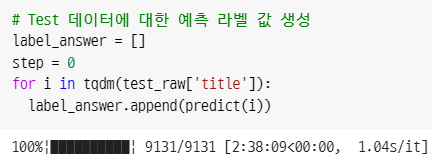 # Test 데이터에 대한 예측 라벨 값 생성
label_answer = []
step = 0
for i in tqdm(test_raw['title']):
  label_answer.append(predict(i))
100%|██████████| 9131/9131 [2:38:09<00:00,  1.04s/it]